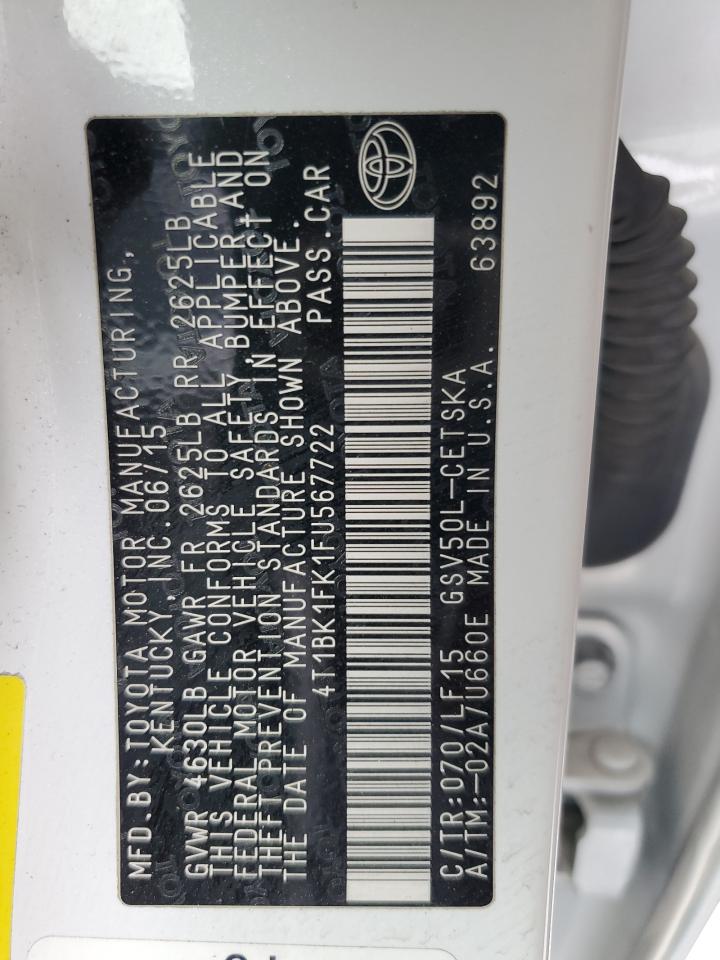 MFD.BY:TOYOTA MOTOR MANUFACTURING,
KENTUCKY, INC.06/15
GVWR 4630LB GAWR FR 2625LB RR 2625LB
THIS VEHICLE CONFORMS TO ALL APPLICABLE
FEDERAL MOTOR VEHICLE SAFETY, BUMPER, AND
THEFT PREVENTION STANDARDS IN EFFECT ON
THE DATE OF MANUFACTURE SHOWN ABOVE.
4T1BK1FK1FU567722 PASS.CAR
C/TR:070/LF15 GSV50L-CETSKA
A/TM:-02A/U660E MADE IN U.S.A. 63892